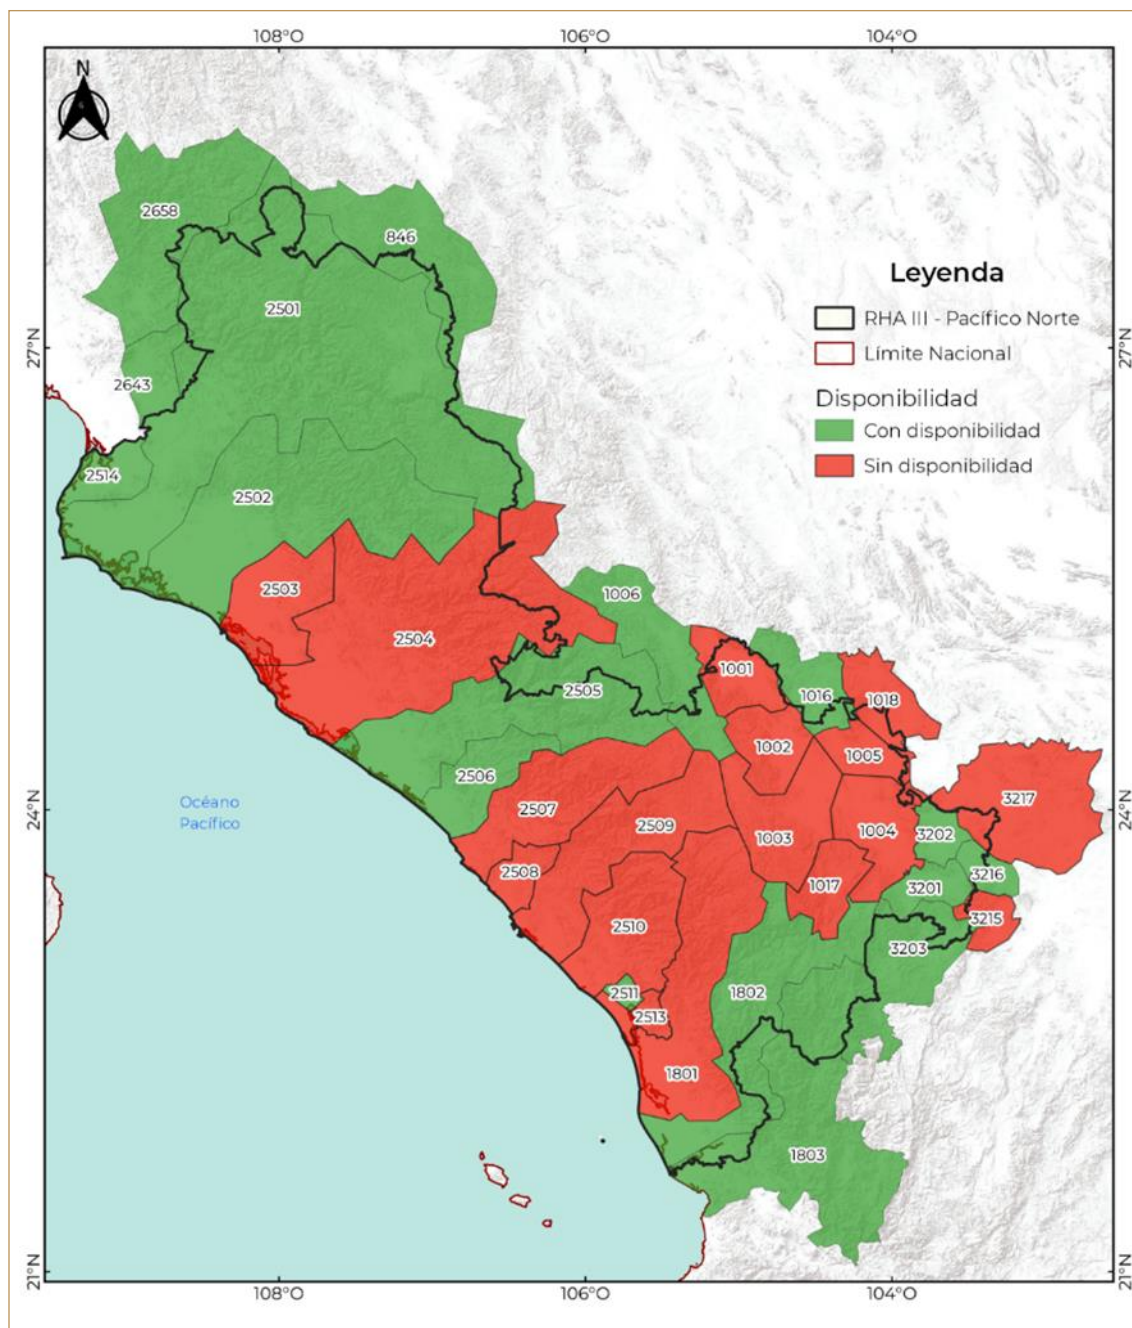 108°O 106°O 104°O
N
2658
846
Leyenda
2501
RHA III - Pacífico Norte
27°N
27°N
Límite Nacional
2643
Disponibilidad
Con disponibilidad
2514
Sin disponibilidad
2502
2503
1006
2504
1001
2505
1016
1018
1002
1005
2506
3217
Océano
Pacífico
24°N
24°N
2507
2509
1003
1004
3202
2508
1017
3201
3216
2510
3215
3203
2511
1802
2513
1801
1803
21°N
21°N
108°O 106°O 104°O